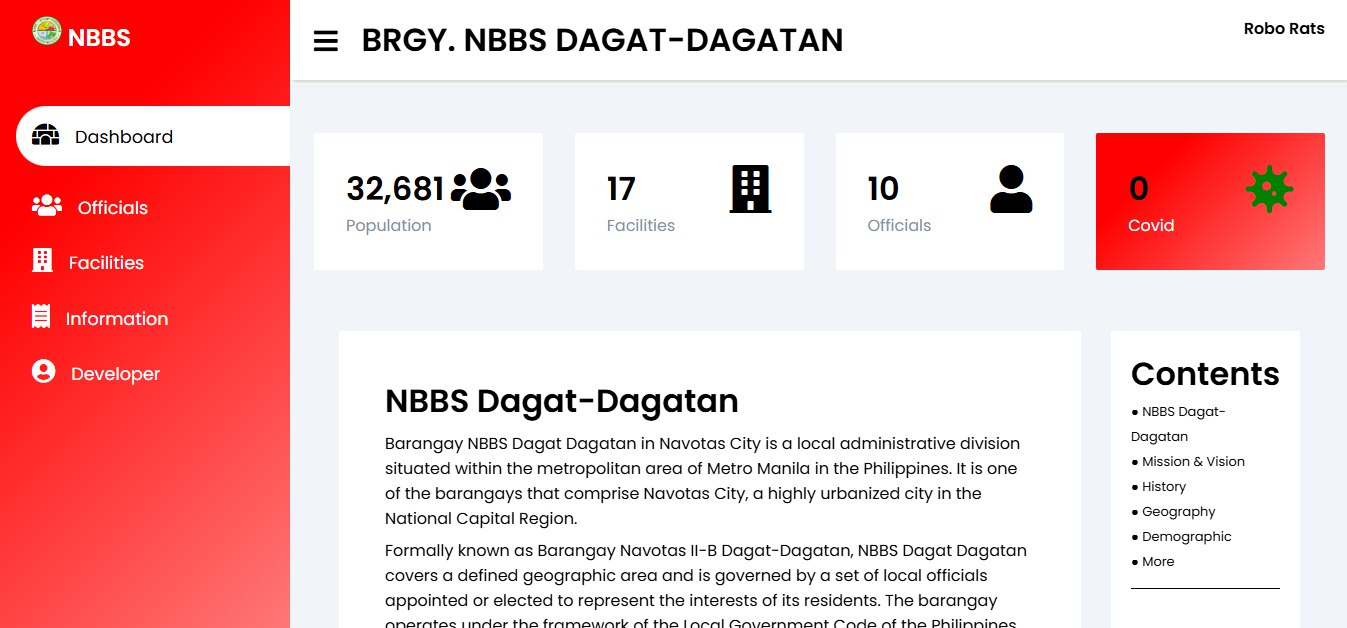 NBBS
Dashboard
Officials
Facilities
Information
Developer
BRGY. NBBS DAGAT-DAGATAN
Robo Rats
32,681
Population
17
Facilities
10
Officials
0
Covid
NBBS Dagat-Dagatan
Barangay NBBS Dagat Dagatan in Navotas City is a local administrative division
situated within the metropolitan area of Metro Manila in the Philippines. It is one
of the barangays that comprise Navotas City, a highly urbanized city in the
National Capital Region.
Formally known as Barangay Navotas II-B Dagat-Dagatan, NBBS Dagat Dagatan
covers a defined geographic area and is governed by a set of local officials
appointed or elected to represent the interests of its residents. The barangay
operates under the framework of the Local Government Code of the Philippines
Contents
● NBBS Dagat-
Dagatan
● Mission & Vision
● History
● Geography
● Demographic
● More